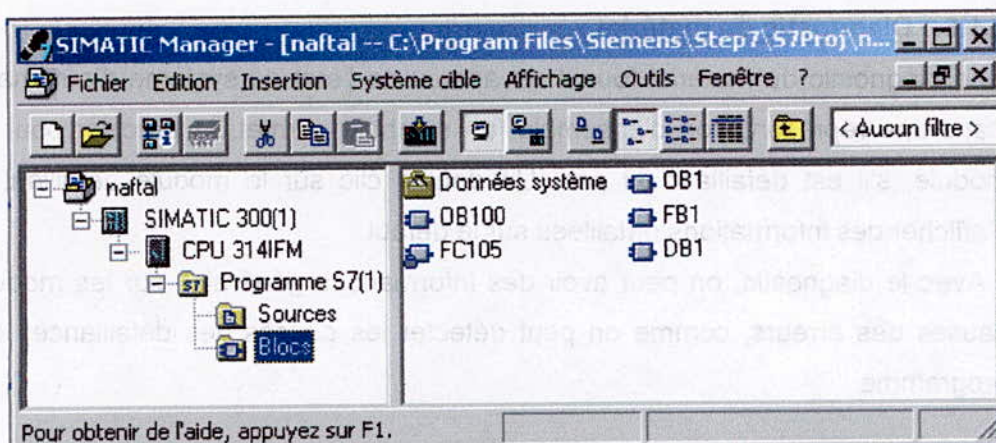 SIMATIC Manager - [naftal -- C:\Program Files\Siemens\Step7\S7Proj\n...
Fichier Edition Insertion Système cible Affichage Outils Fenêtre ?
< Aucun filtre >
naftal
SIMATIC 300(1)
CPU 314IFM
Programme S7(1)
Sources
Blocs
Données système OB1
OB100 FB1
FC105 DB1
Pour obtenir de l'aide, appuyez sur F1.